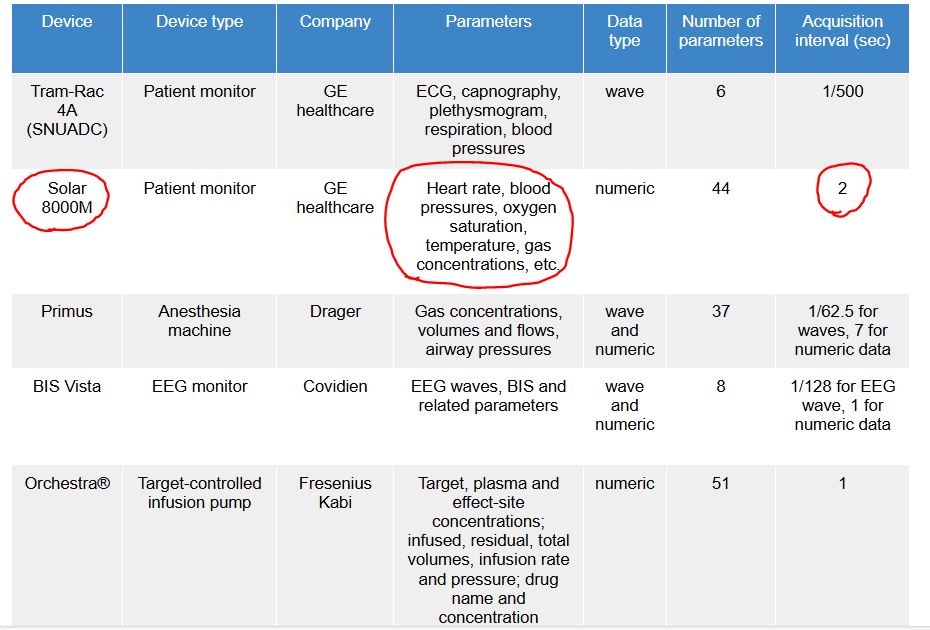 Device Device type Company Parameters Data type Number of parameters Acquisition interval (sec)
Tram-Rac 4A (SNUADC) Patient monitor GE healthcare ECG, capnography, plethysmogram, respiration, blood pressures wave 6 1/500
Solar 8000M Patient monitor GE healthcare Heart rate, blood pressures, oxygen saturation, temperature, gas concentrations, etc. numeric 44 2
Primus Anesthesia machine Drager Gas concentrations, volumes and flows, airway pressures wave and numeric 37 1/62.5 for waves, 7 for numeric data
BIS Vista EEG monitor Covidien EEG waves, BIS and related parameters wave and numeric 8 1/128 for EEG wave, 1 for numeric data
Orchestra® Target-controlled infusion pump Fresenius Kabi Target, plasma and effect-site concentrations; infused, residual, total volumes, infusion rate and pressure; drug name and concentration numeric 51 1